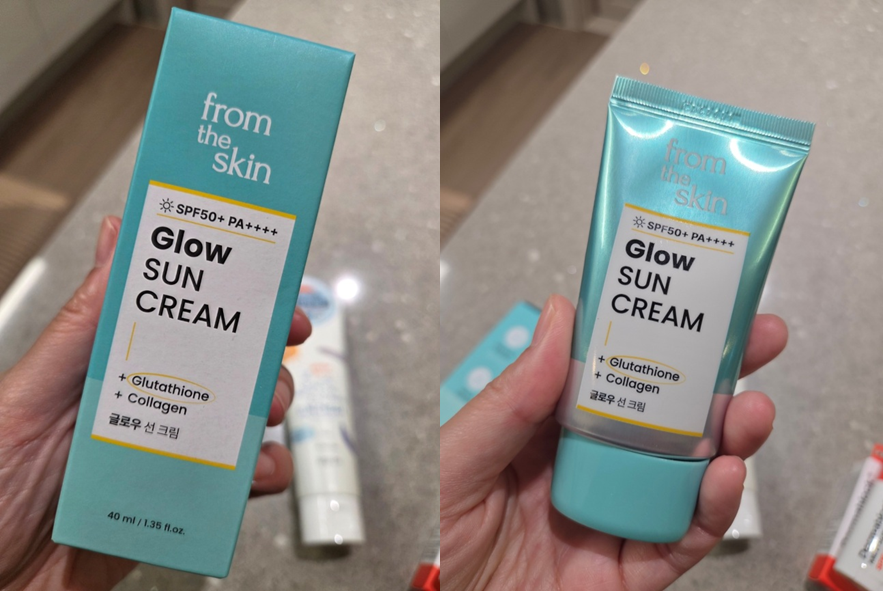 from
the
skin
SPF50+ PA++++
Glow
SUN
CREAM
+ Glutathione
+ Collagen
글로우 선 크림
40 ml / 1.35 fl.oz.
from
the
skin
SPF50+ PA++++
Glow
SUN
CREAM
+ Glutathione
+ Collagen
글로우 선 크림